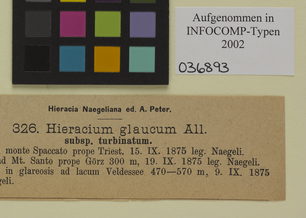 Aufgenommen in
INFOCOMP-Typen
2002
036893
Hieracia Naegeliana ed. A. Peter.
326. Hieracium glaucum All.
subsp. turbinatum.
monte Spaccato prope Triest, 15. IX. 1875 leg. Naegeli.
d Mt. Santo prope Görz 300 m, 19. IX. 1875 leg. Naegeli.
in glareosis ad lacum Veldessee 470—570 m, 9. IX. 1875
geli.